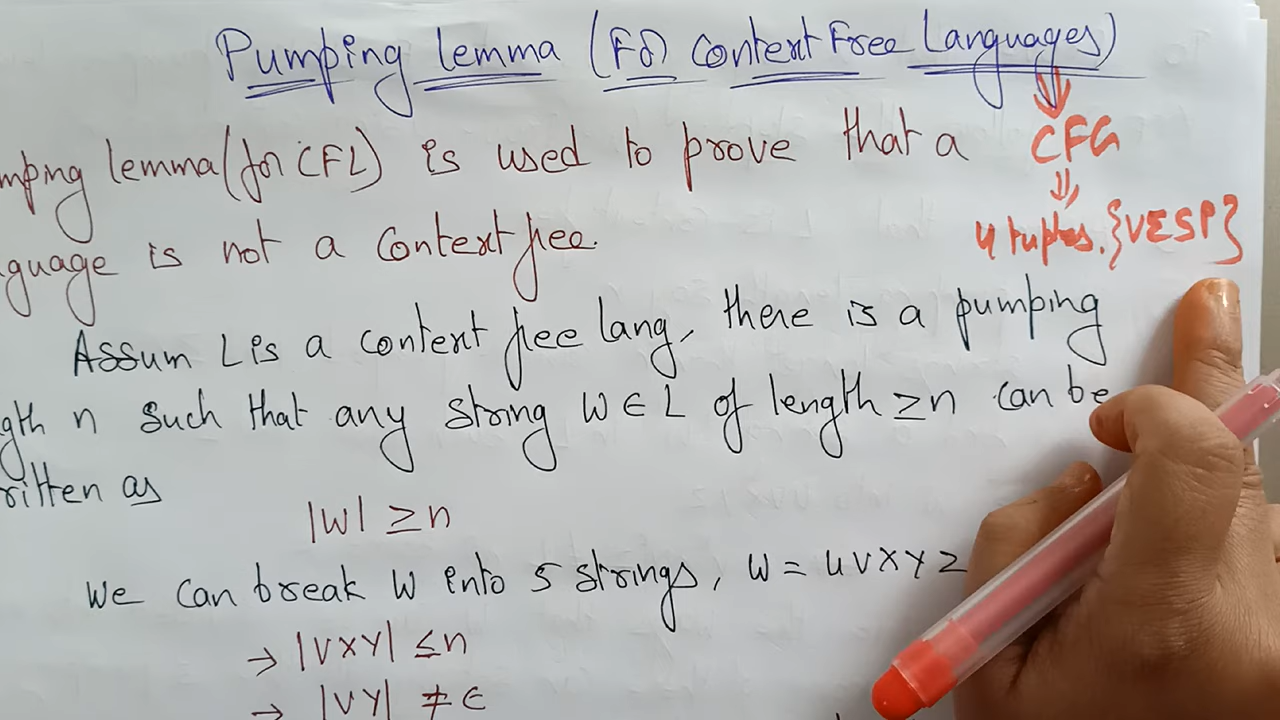 Pumping lemma (For Context Free Languages)
CFG
mping lemma (for CFL) is used to prove that a
4 tuples. {VΣSP}
nguage is not a Context free.
Assum L is a context free lang, there is a pumping
gth n such that any string W ∈ L of length ≥ n can be
ritten as
|W| ≥ n
We can break W into 5 strings, W = uvxyz
→ |vxy| ≤ n
→ |vy| ≠ ε